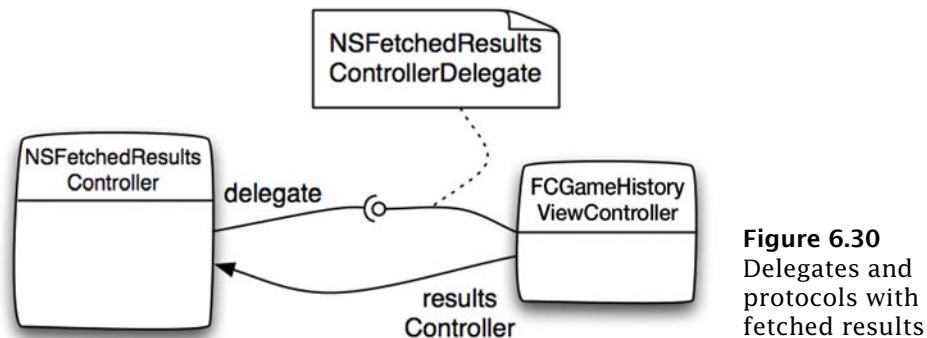 NSFetchedResults
ControllerDelegate
NSFetchedResults
Controller
delegate
FCGameHistory
ViewController
results
Controller
Figure 6.30
Delegates and
protocols with
fetched results